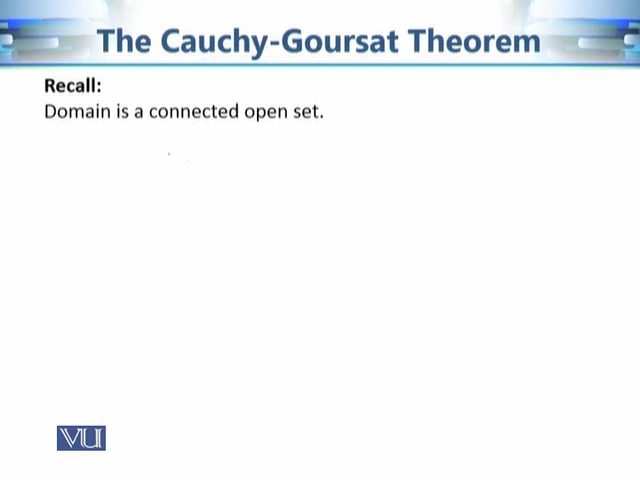 The Cauchy-Goursat Theorem
Recall:
Domain is a connected open set.
VU